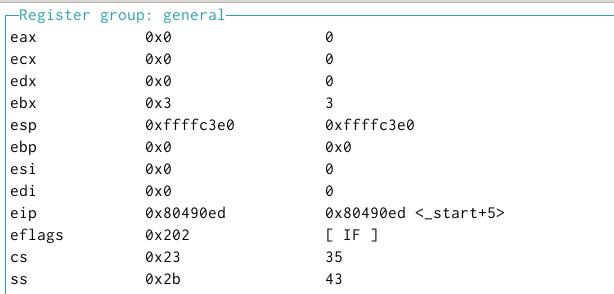 Register group: general
eax 0x0 0
ecx 0x0 0
edx 0x0 0
ebx 0x3 3
esp 0xffffc3e0 0xffffc3e0
ebp 0x0 0x0
esi 0x0 0
edi 0x0 0
eip 0x80490ed 0x80490ed <_start+5>
eflags 0x202 [ IF ]
cs 0x23 35
ss 0x2b 43